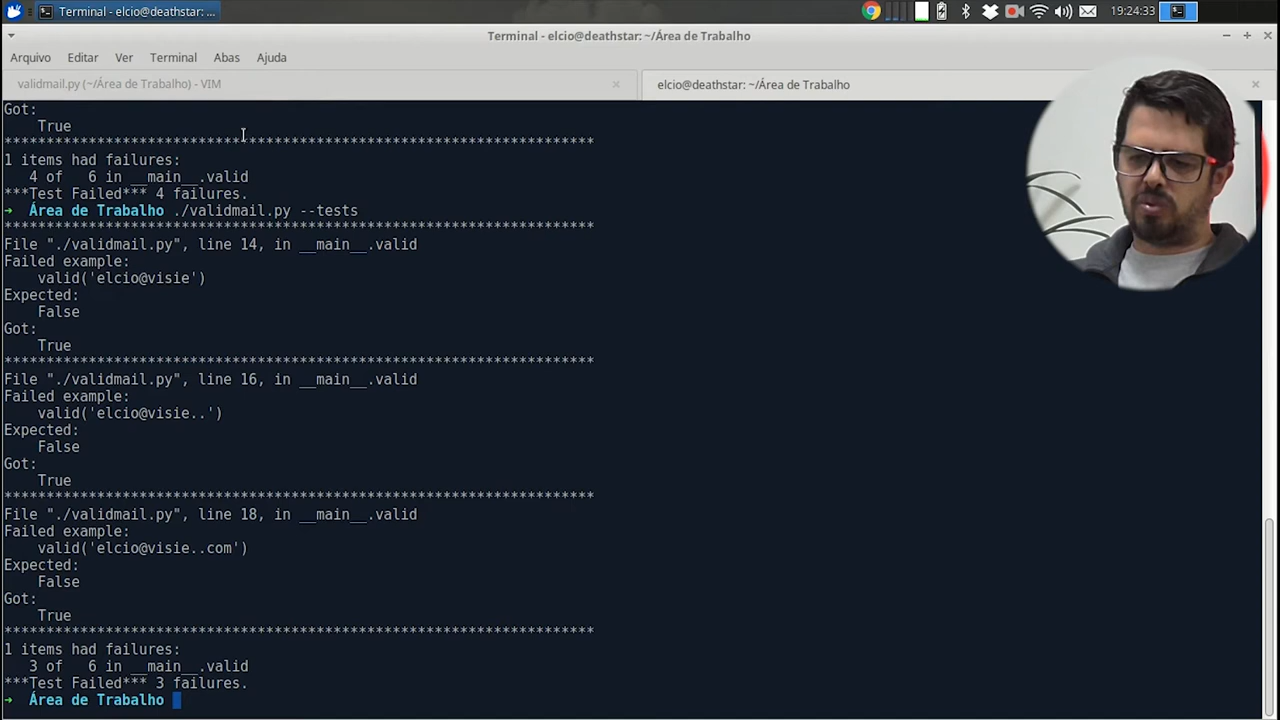 Terminal - elcio@deathstar: ...
19:24:33
Terminal - elcio@deathstar: ~/Área de Trabalho
Arquivo Editar Ver Terminal Abas Ajuda
validmail.py (~/Área de Trabalho) - VIM
elcio@deathstar: ~/Área de Trabalho
Got:
    True
**********************************************************************
1 items had failures:
   4 of   6 in __main__.valid
***Test Failed*** 4 failures.
➜  Área de Trabalho ./validmail.py --tests
**********************************************************************
File "./validmail.py", line 14, in __main__.valid
Failed example:
    valid('elcio@visie')
Expected:
    False
Got:
    True
**********************************************************************
File "./validmail.py", line 16, in __main__.valid
Failed example:
    valid('elcio@visie..')
Expected:
    False
Got:
    True
**********************************************************************
File "./validmail.py", line 18, in __main__.valid
Failed example:
    valid('elcio@visie..com')
Expected:
    False
Got:
    True
**********************************************************************
1 items had failures:
   3 of   6 in __main__.valid
***Test Failed*** 3 failures.
➜  Área de Trabalho